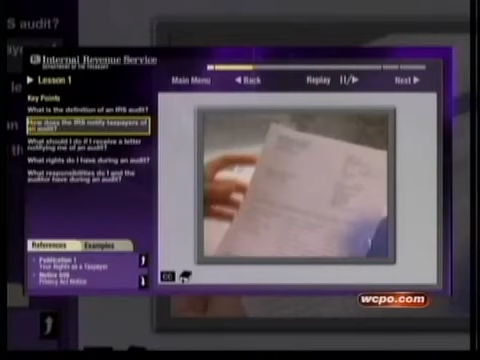 S audit?
Internal Revenue Service
DEPARTMENT OF THE TREASURY
Lesson 1
Main Menu
Back
Replay
Next
Key Points
What is the definition of an IRS audit?
How does the IRS notify taxpayers of
an audit?
What should I do if I receive a letter
notifying me of an audit?
What rights do I have during an audit?
What responsibilities do I and the
auditor have during an audit?
References
Examples
Publication 1
Your Rights as a Taxpayer
Notice 609
Privacy Act Notice
CC
wcpo.com